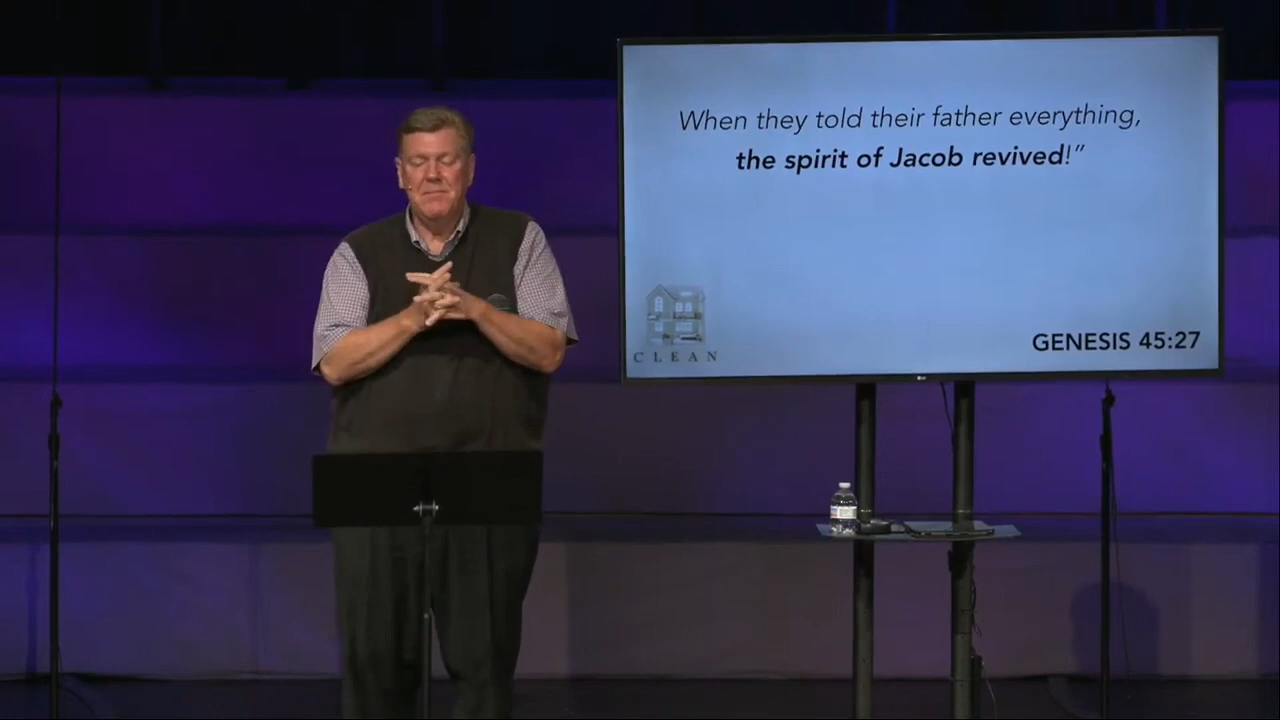 When they told their father everything,
the spirit of Jacob revived!”
CLEAN
GENESIS 45:27